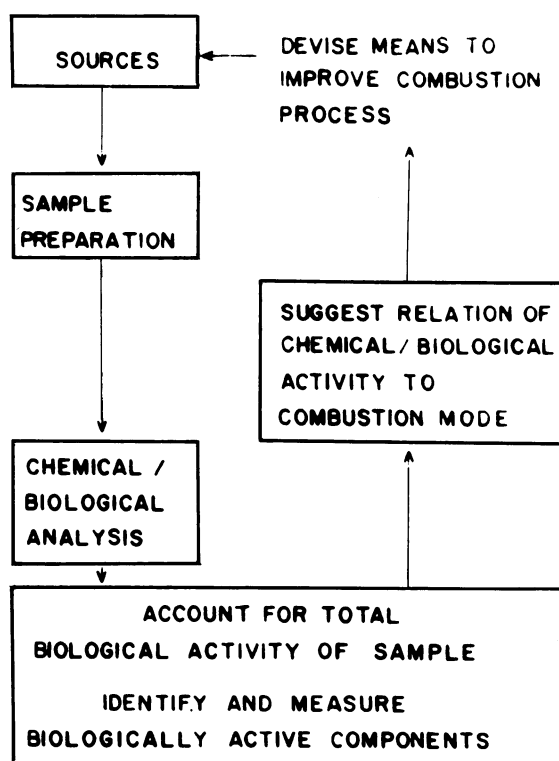 SOURCES
DEVISE MEANS TO
IMPROVE COMBUSTION
PROCESS
SAMPLE
PREPARATION
SUGGEST RELATION OF
CHEMICAL/BIOLOGICAL
ACTIVITY TO
COMBUSTION MODE
CHEMICAL /
BIOLOGICAL
ANALYSIS
ACCOUNT FOR TOTAL
BIOLOGICAL ACTIVITY OF SAMPLE
IDENTIFY AND MEASURE
BIOLOGICALLY ACTIVE COMPONENTS